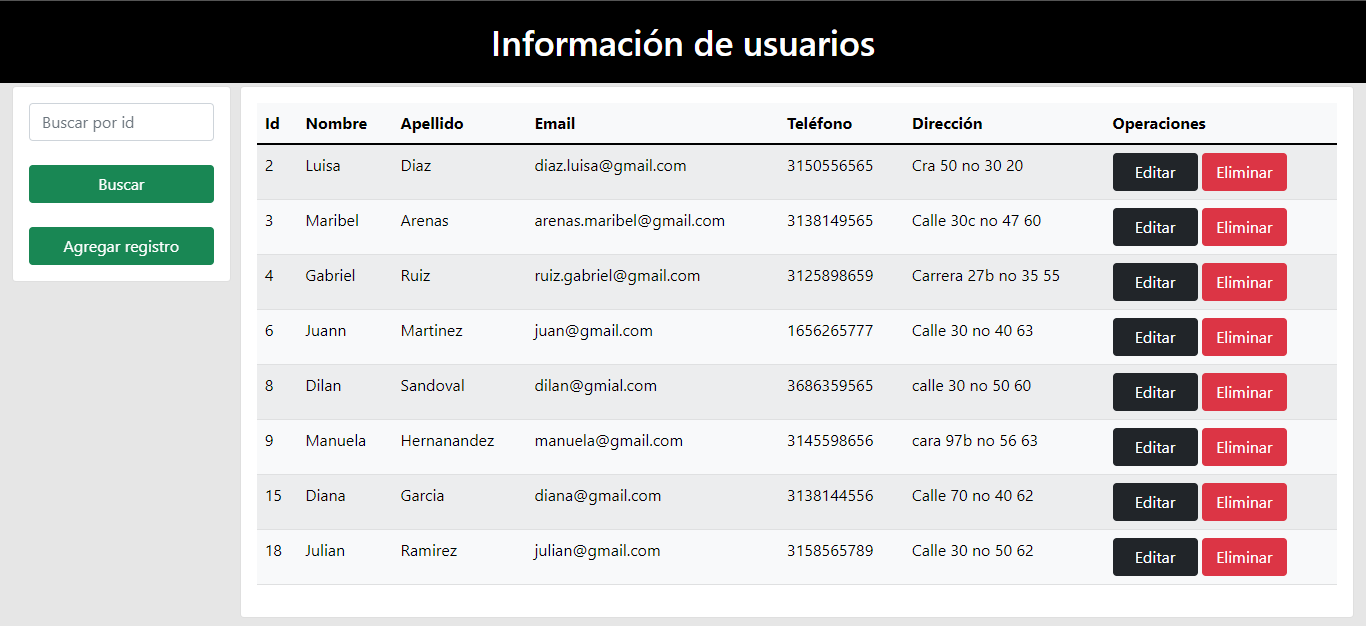 Información de usuarios
Buscar por id
Buscar
Agregar registro
Id Nombre Apellido Email Teléfono Dirección Operaciones
2 Luisa Diaz diaz.luisa@gmail.com 3150556565 Cra 50 no 30 20 Editar Eliminar
3 Maribel Arenas arenas.maribel@gmail.com 3138149565 Calle 30c no 47 60 Editar Eliminar
4 Gabriel Ruiz ruiz.gabriel@gmail.com 3125898659 Carrera 27b no 35 55 Editar Eliminar
6 Juann Martinez juan@gmail.com 1656265777 Calle 30 no 40 63 Editar Eliminar
8 Dilan Sandoval dilan@gmial.com 3686359565 calle 30 no 50 60 Editar Eliminar
9 Manuela Hernanandez manuela@gmail.com 3145598656 cara 97b no 56 63 Editar Eliminar
15 Diana Garcia diana@gmail.com 3138144556 Calle 70 no 40 62 Editar Eliminar
18 Julian Ramirez julian@gmail.com 3158565789 Calle 30 no 50 62 Editar Eliminar